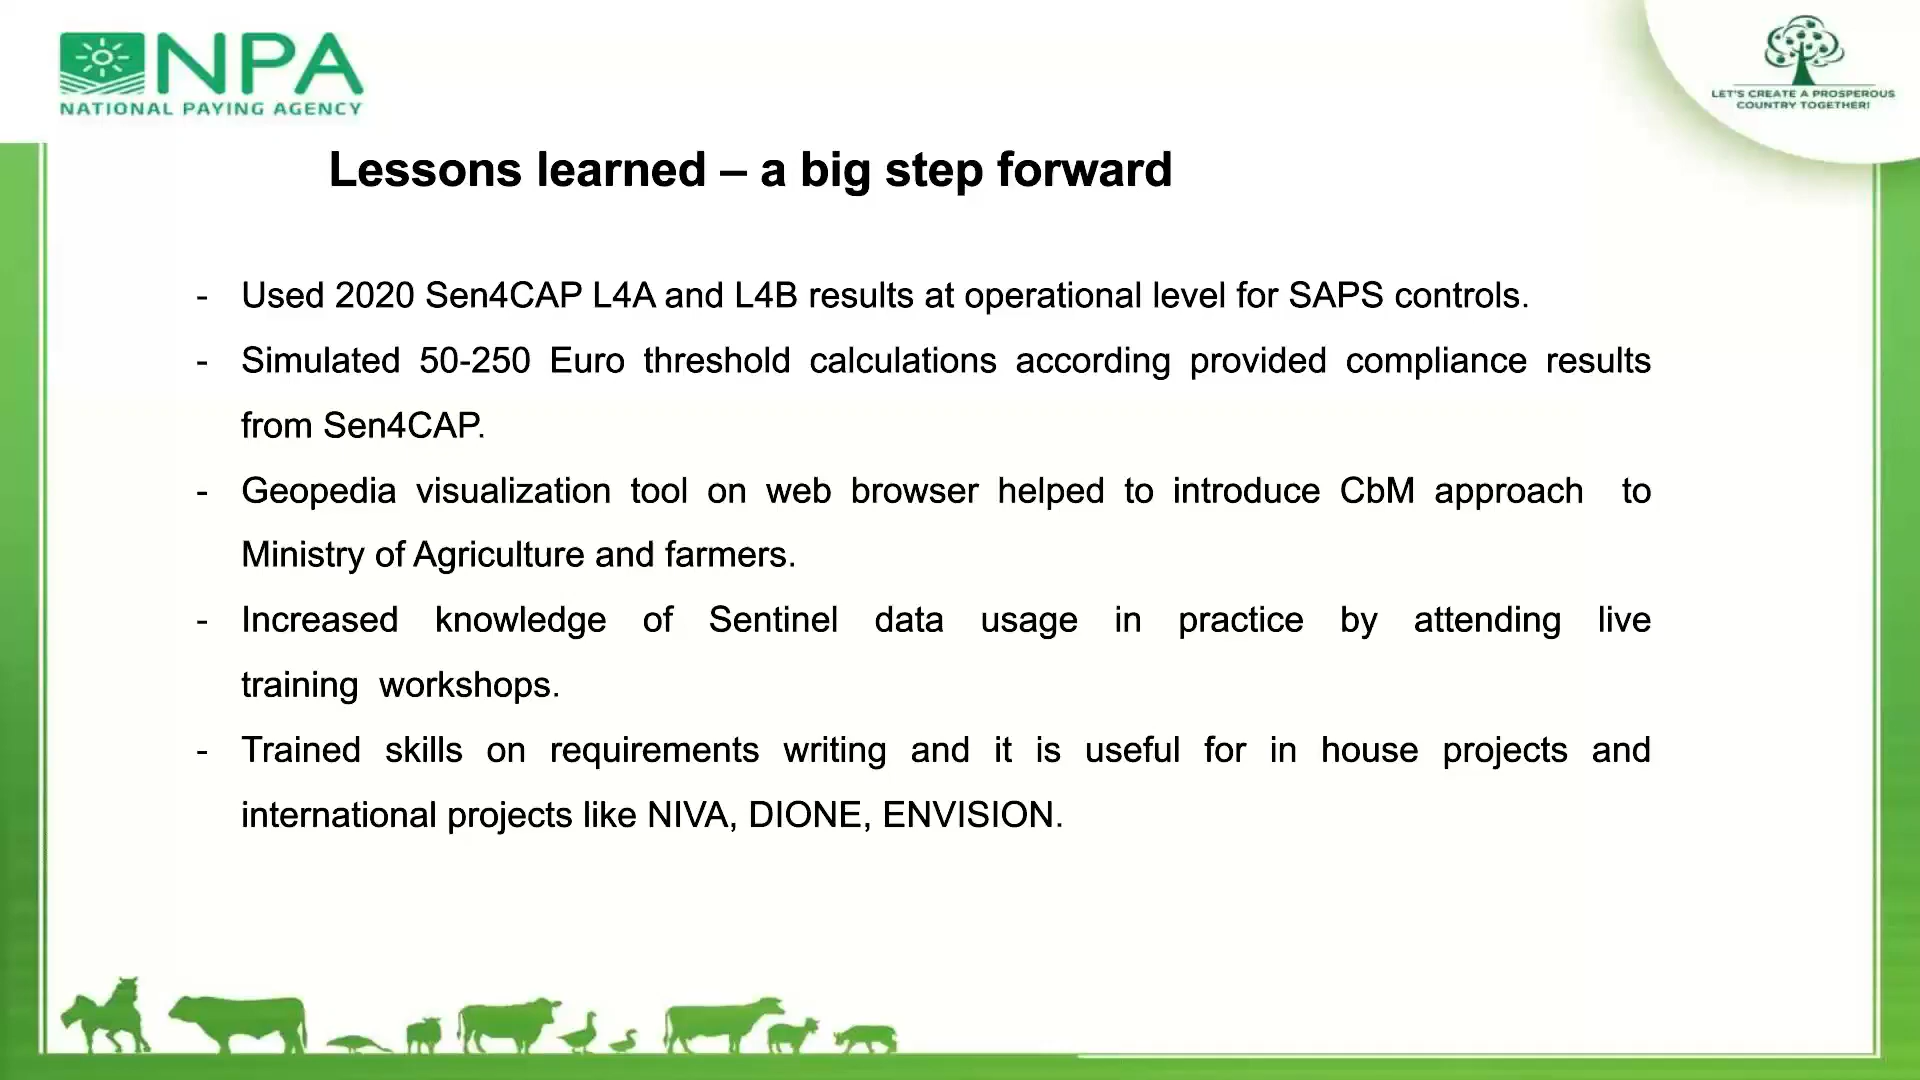 NPA
NATIONAL PAYING AGENCY
LET'S CREATE A PROSPEROUS
COUNTRY TOGETHER!
Lessons learned – a big step forward
- Used 2020 Sen4CAP L4A and L4B results at operational level for SAPS controls.
- Simulated 50-250 Euro threshold calculations according provided compliance results
from Sen4CAP.
- Geopedia visualization tool on web browser helped to introduce CbM approach to
Ministry of Agriculture and farmers.
- Increased knowledge of Sentinel data usage in practice by attending live
training workshops.
- Trained skills on requirements writing and it is useful for in house projects and
international projects like NIVA, DIONE, ENVISION.